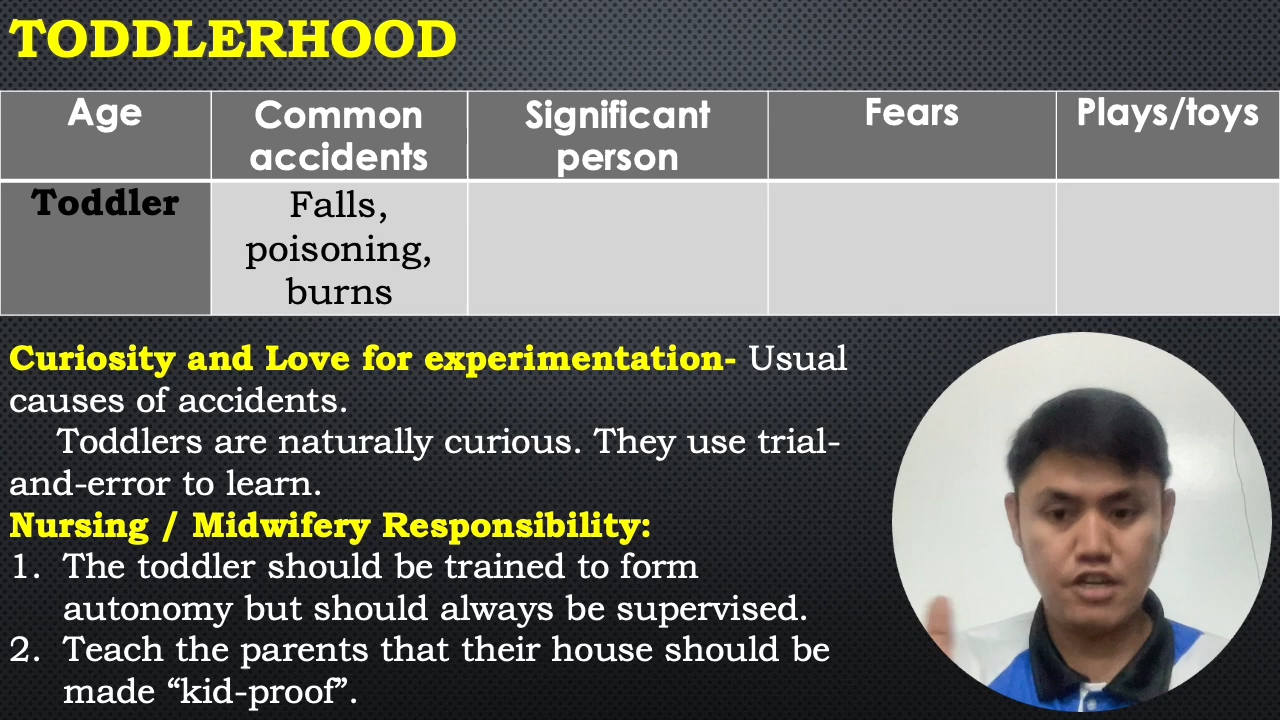 TODDLERHOOD
Age
Common
accidents
Significant
person
Fears
Plays/toys
Toddler
Falls,
poisoning,
burns
Curiosity and Love for experimentation- Usual
causes of accidents.
Toddlers are naturally curious. They use trial-
and-error to learn.
Nursing / Midwifery Responsibility:
1. The toddler should be trained to form
autonomy but should always be supervised.
2. Teach the parents that their house should be
made “kid-proof”.